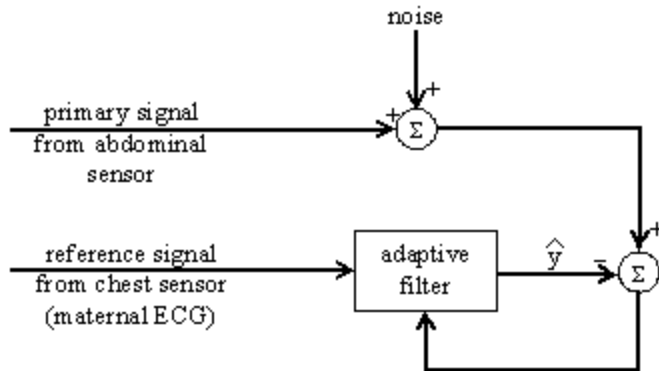 noise
+
+
Σ
primary signal
from abdominal
sensor
+
reference signal
from chest sensor
(maternal ECG)
adaptive
filter
ŷ
-
Σ